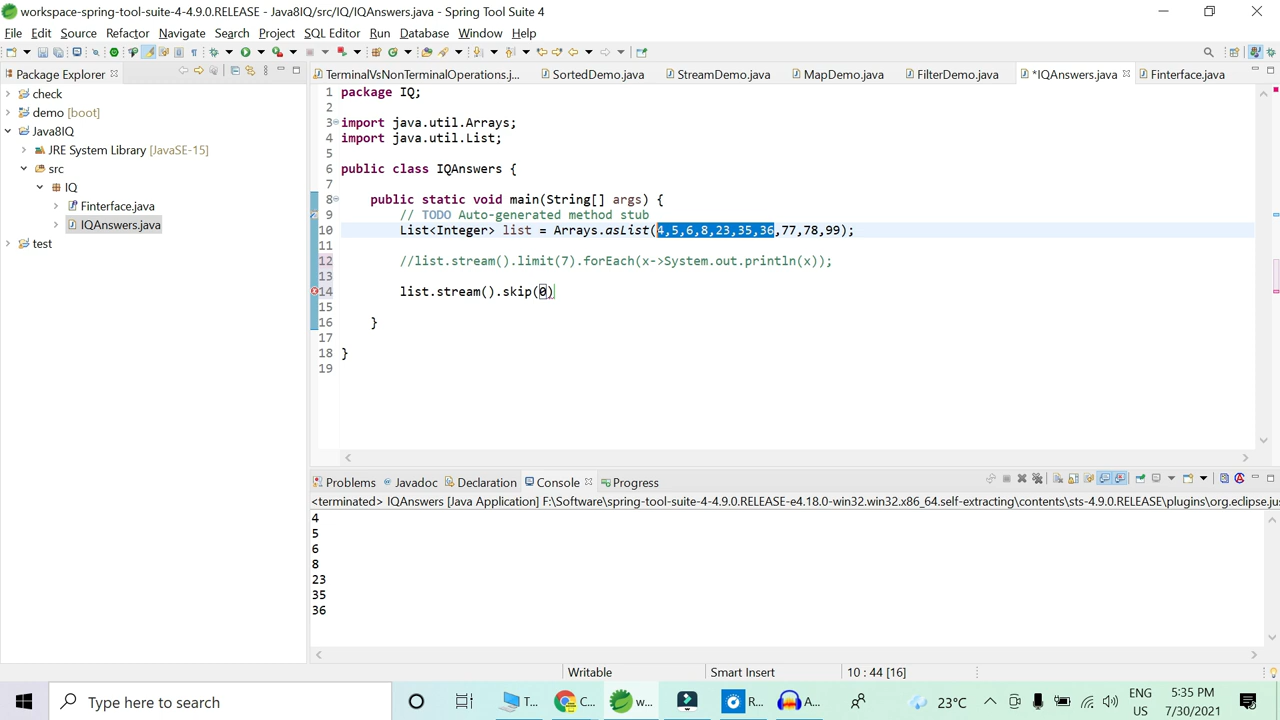 workspace-spring-tool-suite-4-4.9.0.RELEASE - Java8IQ/src/IQ/IQAnswers.java - Spring Tool Suite 4
File Edit Source Refactor Navigate Search Project Run SQL Editor Database Window Help
Package Explorer
TerminalVsNonTerminalOperations.j... SortedDemo.java StreamDemo.java MapDemo.java FilterDemo.java *IQAnswers.java Finterface.java
check
demo [boot]
Java8IQ
JRE System Library [JavaSE-15]
src
IQ
Finterface.java
IQAnswers.java
test
1 package IQ;
2
3 import java.util.Arrays;
4 import java.util.List;
5
6 public class IQAnswers {
7
8 public static void main(String[] args) {
9 // TODO Auto-generated method stub
10 List<Integer> list = Arrays.asList(4,5,6,8,23,35,36,77,78,99);
11
12 //list.stream().limit(7).forEach(x->System.out.println(x));
13
14 list.stream().skip(0)
15
16 }
17
18 }
19
Problems Javadoc Declaration Console Progress
<terminated> IQAnswers [Java Application] F:\Software\spring-tool-suite-4-4.9.0.RELEASE-e4.18.0-win32.win32.x86_64.self-extracting\contents\sts-4.9.0.RELEASE\plugins\org.eclipse.jus
4
5
6
8
23
35
36
Writable Smart Insert 10 : 44 [16]
Type here to search T... C... w... R... A... 23°C ENG US 5:35 PM 7/30/2021